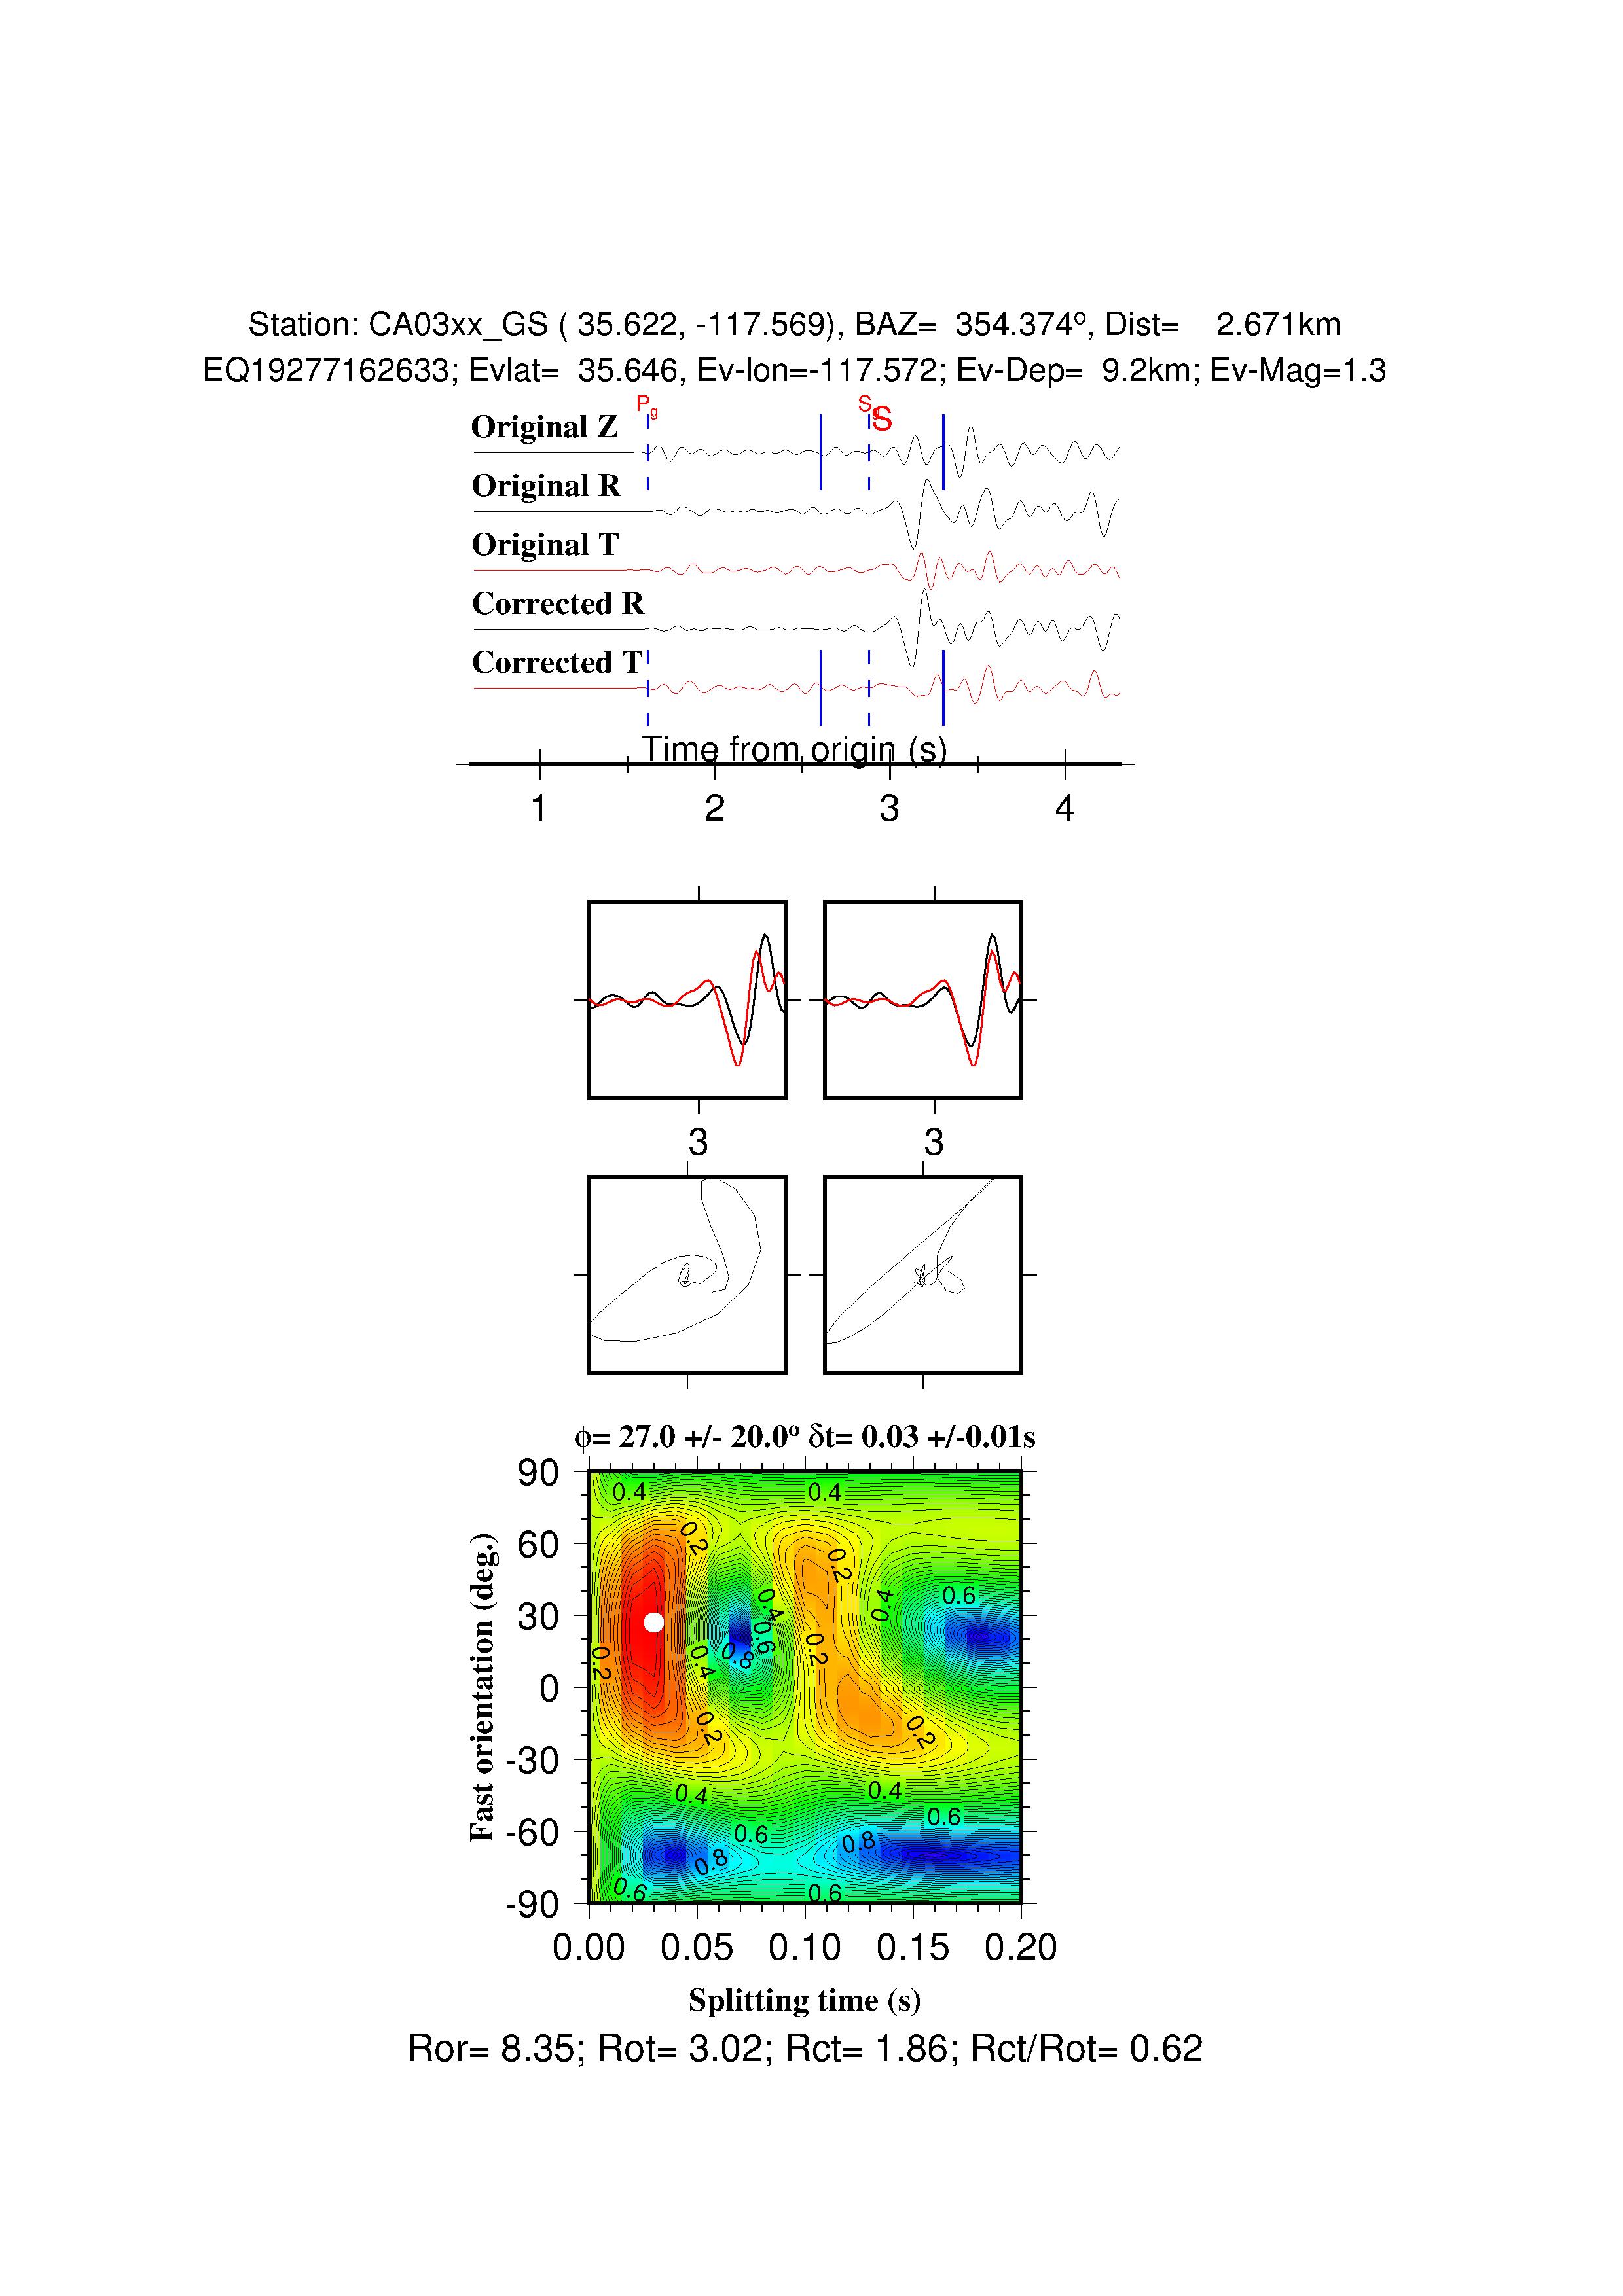 Station: CA03xx_GS ( 35.622, -117.569), BAZ= 354.374º, Dist= 2.671km
EQ19277162633; Evlat= 35.646, Ev-lon=-117.572; Ev-Dep= 9.2km; Ev-Mag=1.3
Pg Sg S
Original Z
Original R
Original T
Corrected R
Corrected T
Time from origin (s)
1 2 3 4
3 3
ϕ= 27.0 +/- 20.0º δt= 0.03 +/-0.01s
90
60
30
0
-30
-60
-90
Fast orientation (deg.)
0.4 0.4
0.2 0.2
0.4 0.4 0.6
0.6
0.2 0.4 0.8 0.2
0.2 0.2
0.4 0.4
0.6 0.6
0.8 0.8
0.6 0.6
0.00 0.05 0.10 0.15 0.20
Splitting time (s)
Ror= 8.35; Rot= 3.02; Rct= 1.86; Rct/Rot= 0.62